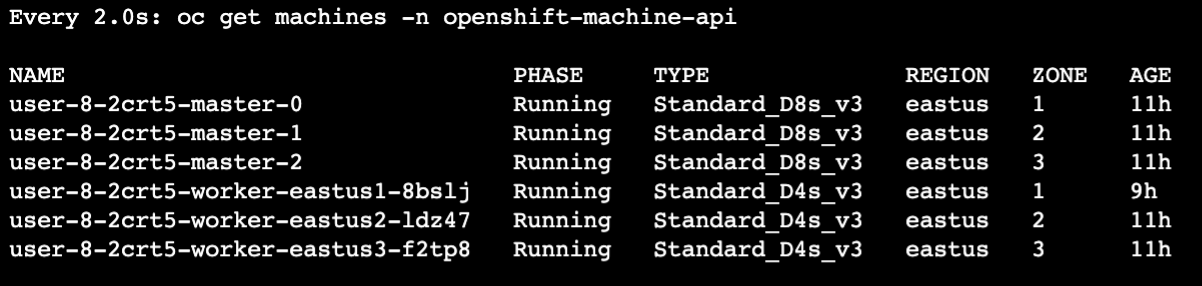 Every 2.0s: oc get machines -n openshift-machine-api
NAME PHASE TYPE REGION ZONE AGE
user-8-2crt5-master-0 Running Standard_D8s_v3 eastus 1 11h
user-8-2crt5-master-1 Running Standard_D8s_v3 eastus 2 11h
user-8-2crt5-master-2 Running Standard_D8s_v3 eastus 3 11h
user-8-2crt5-worker-eastus1-8bslj Running Standard_D4s_v3 eastus 1 9h
user-8-2crt5-worker-eastus2-ldz47 Running Standard_D4s_v3 eastus 2 11h
user-8-2crt5-worker-eastus3-f2tp8 Running Standard_D4s_v3 eastus 3 11h